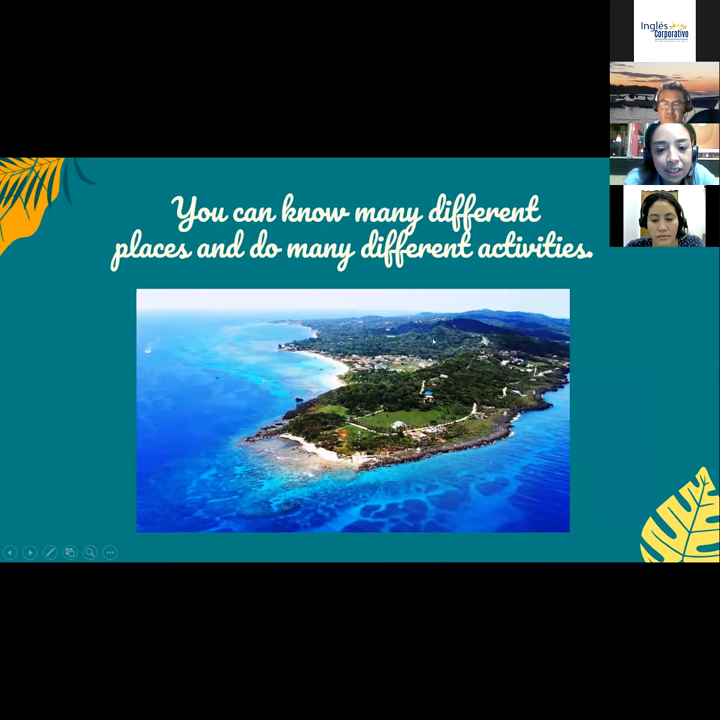 You can know many different
places and do many different activities.
Inglés
Corporativo